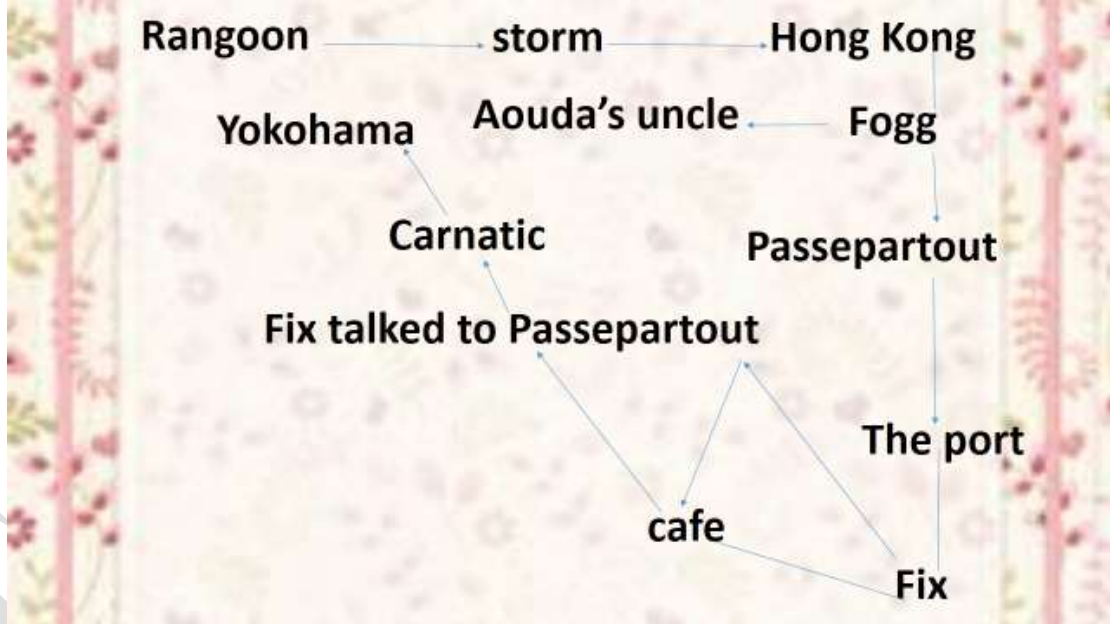 Rangoon storm Hong Kong
Yokohama Aouda’s uncle Fogg
Carnatic Passepartout
Fix talked to Passepartout
The port
cafe
Fix